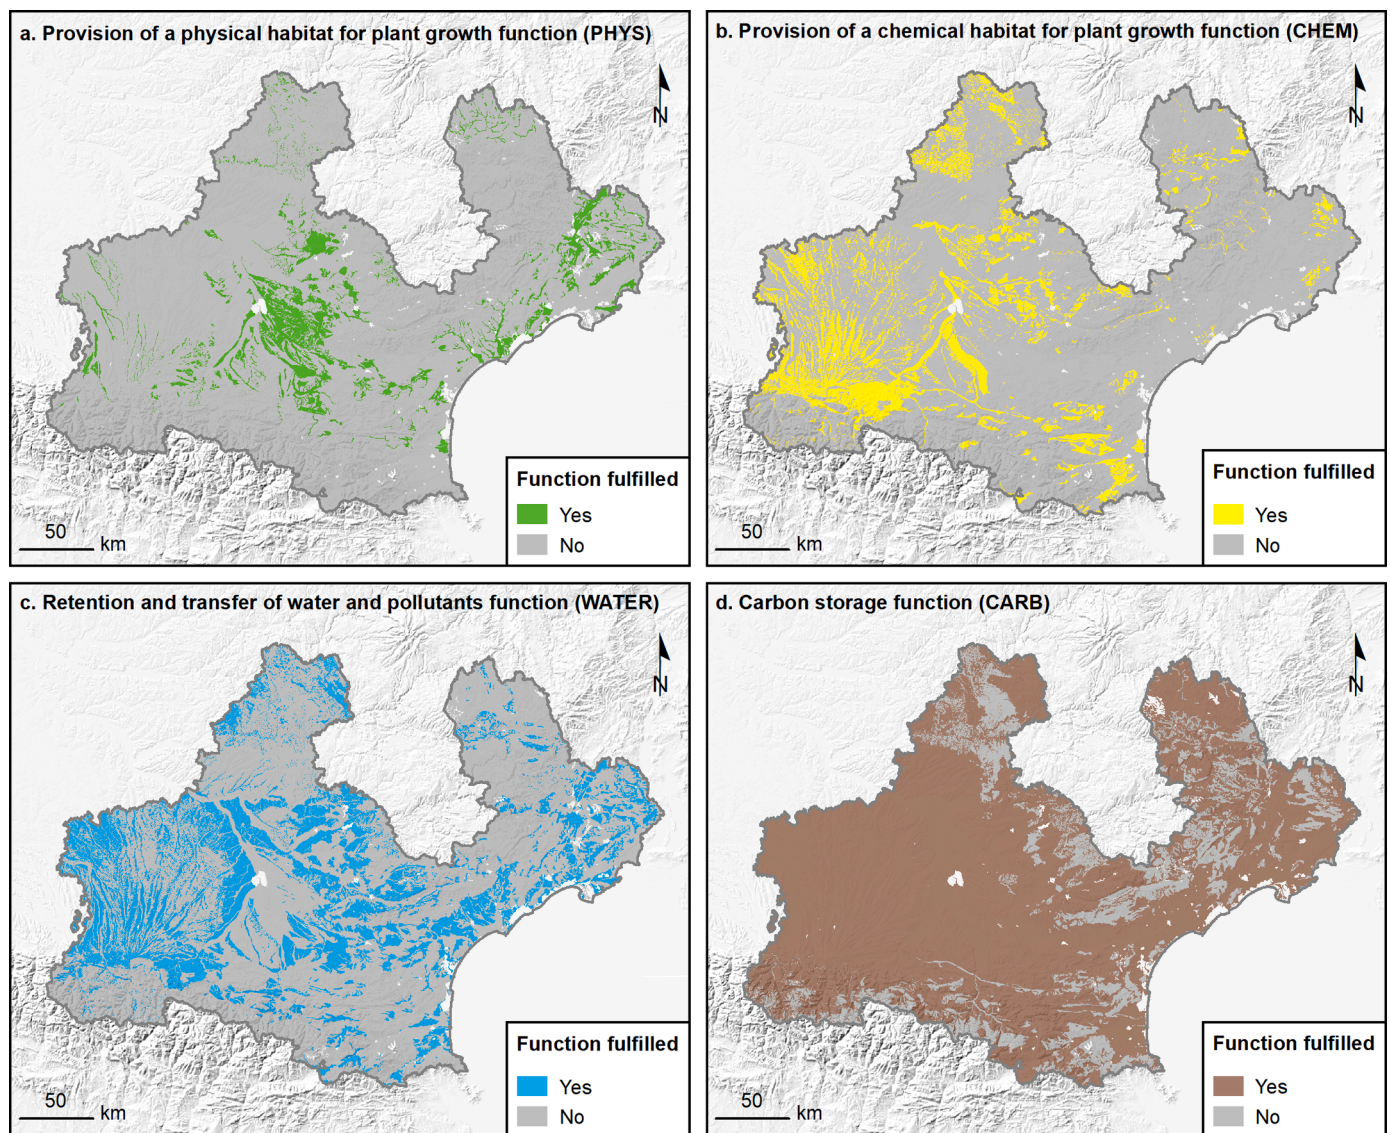 a. Provision of a physical habitat for plant growth function (PHYS)
N
Function fulfilled
Yes
No
50
km
b. Provision of a chemical habitat for plant growth function (CHEM)
N
Function fulfilled
Yes
No
50
km
c. Retention and transfer of water and pollutants function (WATER)
N
Function fulfilled
Yes
No
50
km
d. Carbon storage function (CARB)
N
Function fulfilled
Yes
No
50
km